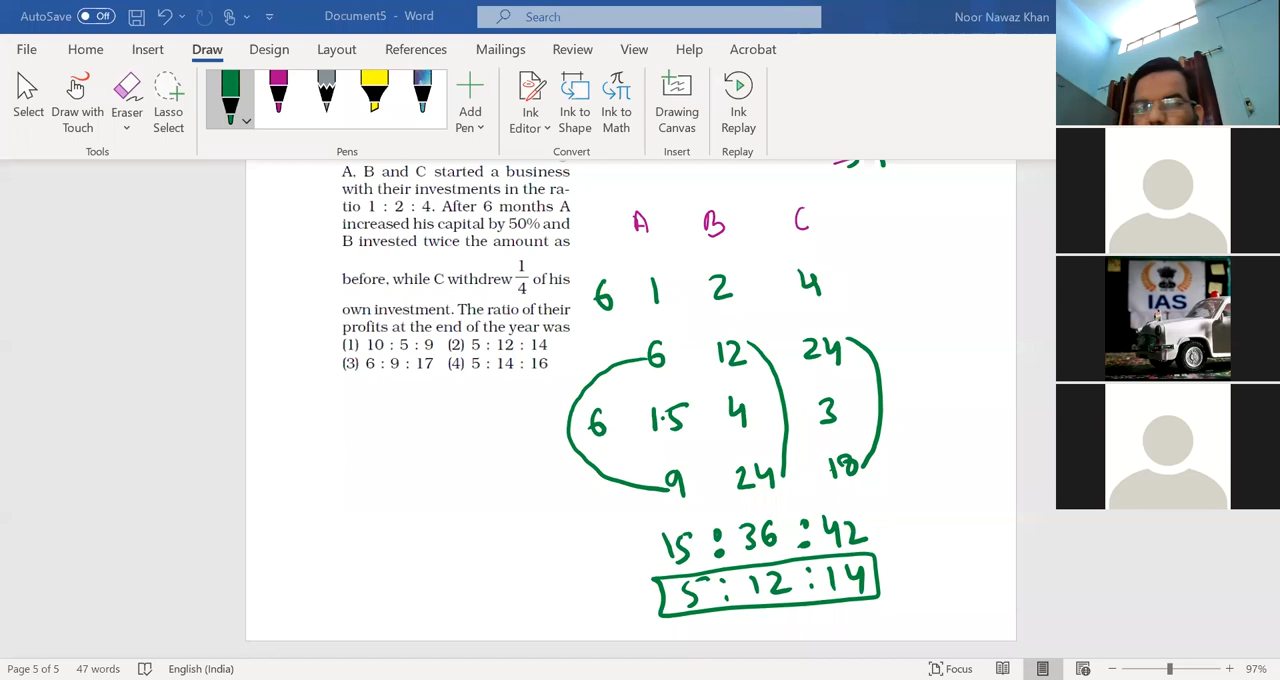 AutoSave Off Document5 - Word Search Noor Nawaz Khan
File Home Insert Draw Design Layout References Mailings Review View Help Acrobat
Select Draw with Touch Eraser Lasso Select Add Pen Ink Editor Ink to Shape Ink to Math Drawing Canvas Ink Replay
Tools Pens Convert Insert Replay
A, B and C started a business
with their investments in the ra-
tio 1 : 2 : 4. After 6 months A
increased his capital by 50% and
B invested twice the amount as
before, while C withdrew 1/4 of his
own investment. The ratio of their
profits at the end of the year was
(1) 10 : 5 : 9 (2) 5 : 12 : 14
(3) 6 : 9 : 17 (4) 5 : 14 : 16
A B C
6 1 2 4
6 12 24
6 1.5 4 3
9 24 18
15 : 36 : 42
5 : 12 : 14
IAS
Page 5 of 5 47 words English (India) Focus 97%